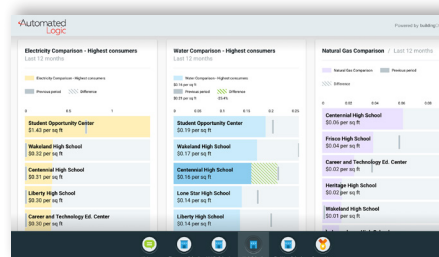 Automated
Logic
Powered by building
Electricity Comparison - Highest consumers
Last 12 months
Electricity Comparison - Highest consumers
Previous period
Difference
0 0.5 1
Student Opportunity Center
$1.43 per sq ft
Wakeland High School
$0.32 per sq ft
Centennial High School
$0.31 per sq ft
Liberty High School
$0.30 per sq ft
Career and Technology Ed. Center
$0.30 per sq ft
Water Comparison - Highest consumers
Last 12 months
Water Comparison - Highest consumers
Previous period
Difference
0 0.05 0.1 0.15 0.2 0.25
Student Opportunity Center
$0.19 per sq ft
Wakeland High School
$0.17 per sq ft
Centennial High School
$0.16 per sq ft
Lone Star High School
$0.14 per sq ft
Liberty High School
$0.14 per sq ft
Natural Gas Comparison / Last 12 months
Natural Gas Comparison
Previous period
Difference
0 0.02 0.04 0.06 0.08
Centennial High School
$0.06 per sq ft
Frisco High School
$0.04 per sq ft
Career and Technology Ed. Center
$0.02 per sq ft
Heritage High School
$0.02 per sq ft
Wakeland High School
$0.01 per sq ft